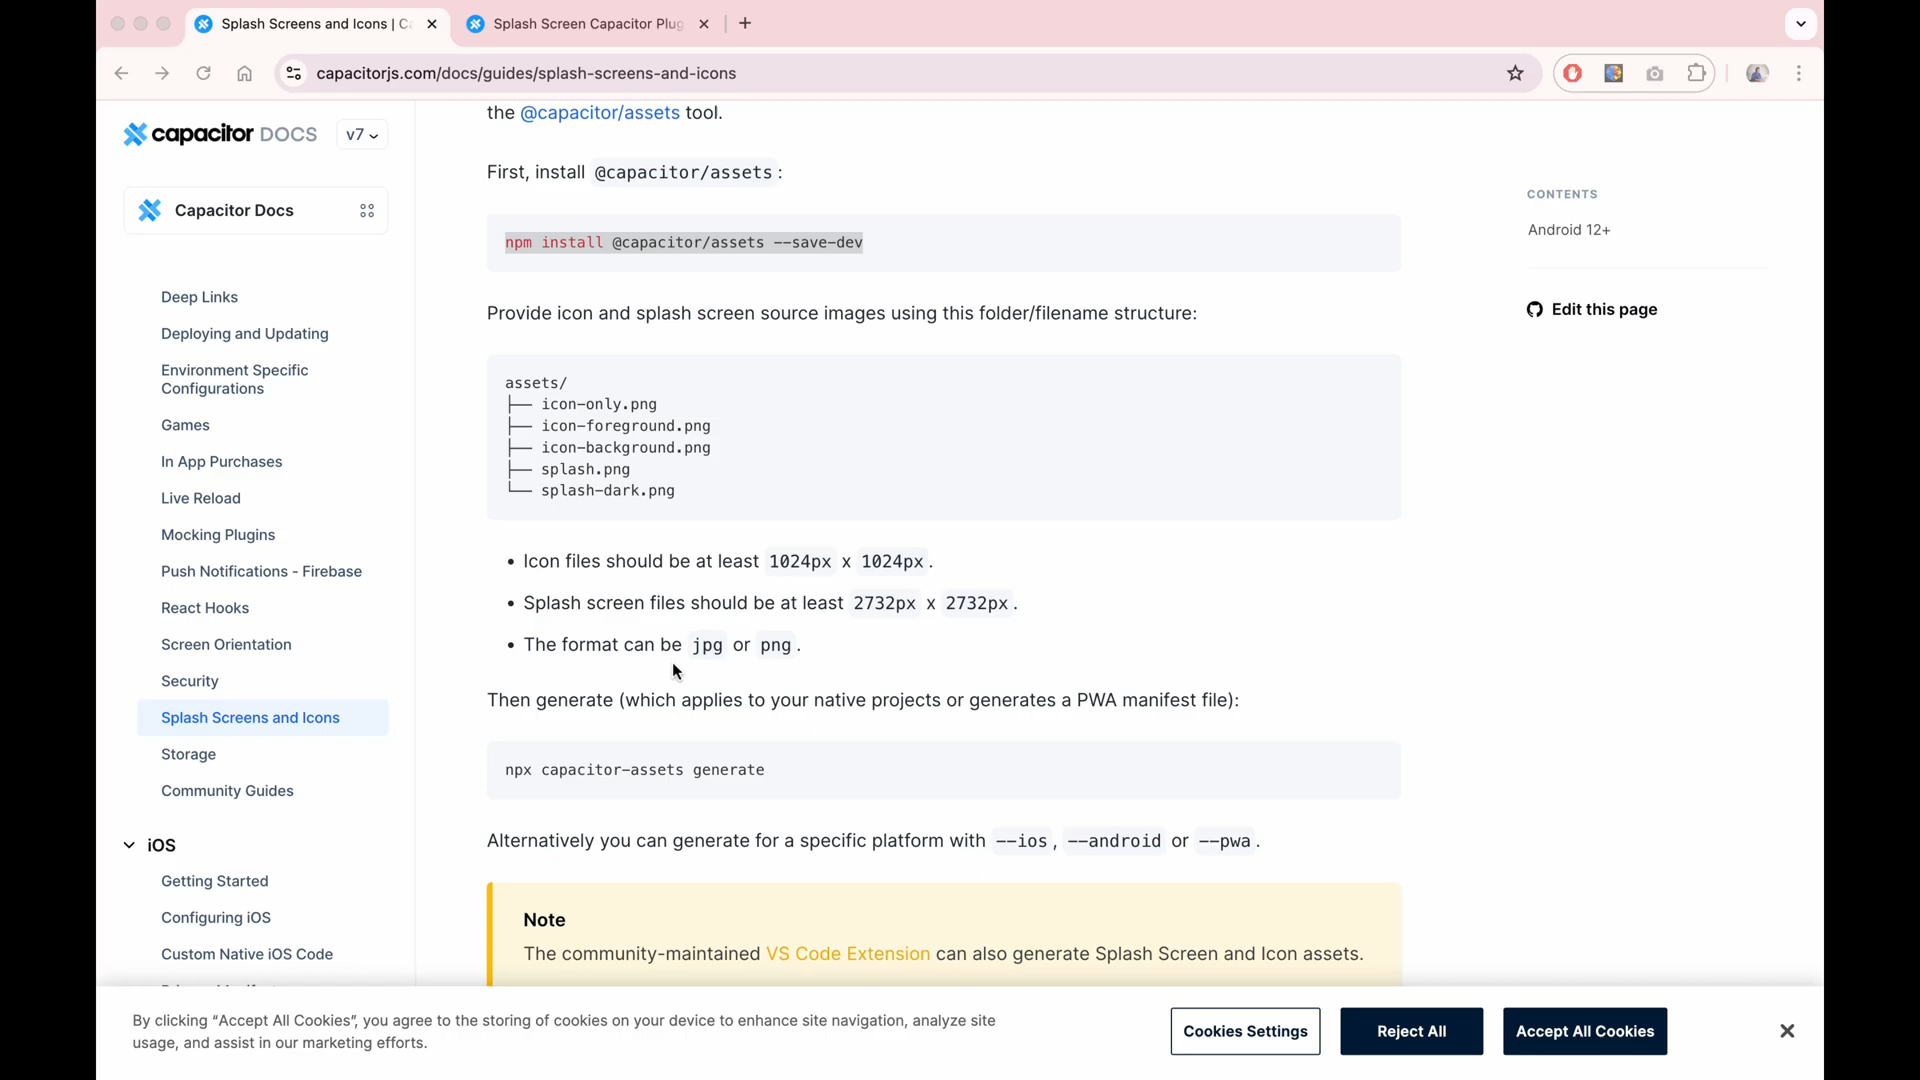 Splash Screens and Icons | C
Splash Screen Capacitor Plug
capacitorjs.com/docs/guides/splash-screens-and-icons
capacitor DOCS
v7
Capacitor Docs
Deep Links
Deploying and Updating
Environment Specific
Configurations
Games
In App Purchases
Live Reload
Mocking Plugins
Push Notifications - Firebase
React Hooks
Screen Orientation
Security
Splash Screens and Icons
Storage
Community Guides
iOS
Getting Started
Configuring iOS
Custom Native iOS Code
the @capacitor/assets tool.
First, install @capacitor/assets:
npm install @capacitor/assets --save-dev
Provide icon and splash screen source images using this folder/filename structure:
assets/
├── icon-only.png
├── icon-foreground.png
├── icon-background.png
├── splash.png
└── splash-dark.png
• Icon files should be at least 1024px x 1024px.
• Splash screen files should be at least 2732px x 2732px.
• The format can be jpg or png.
Then generate (which applies to your native projects or generates a PWA manifest file):
npx capacitor-assets generate
Alternatively you can generate for a specific platform with --ios, --android or --pwa.
Note
The community-maintained VS Code Extension can also generate Splash Screen and Icon assets.
CONTENTS
Android 12+
Edit this page
By clicking “Accept All Cookies”, you agree to the storing of cookies on your device to enhance site navigation, analyze site
usage, and assist in our marketing efforts.
Cookies Settings
Reject All
Accept All Cookies